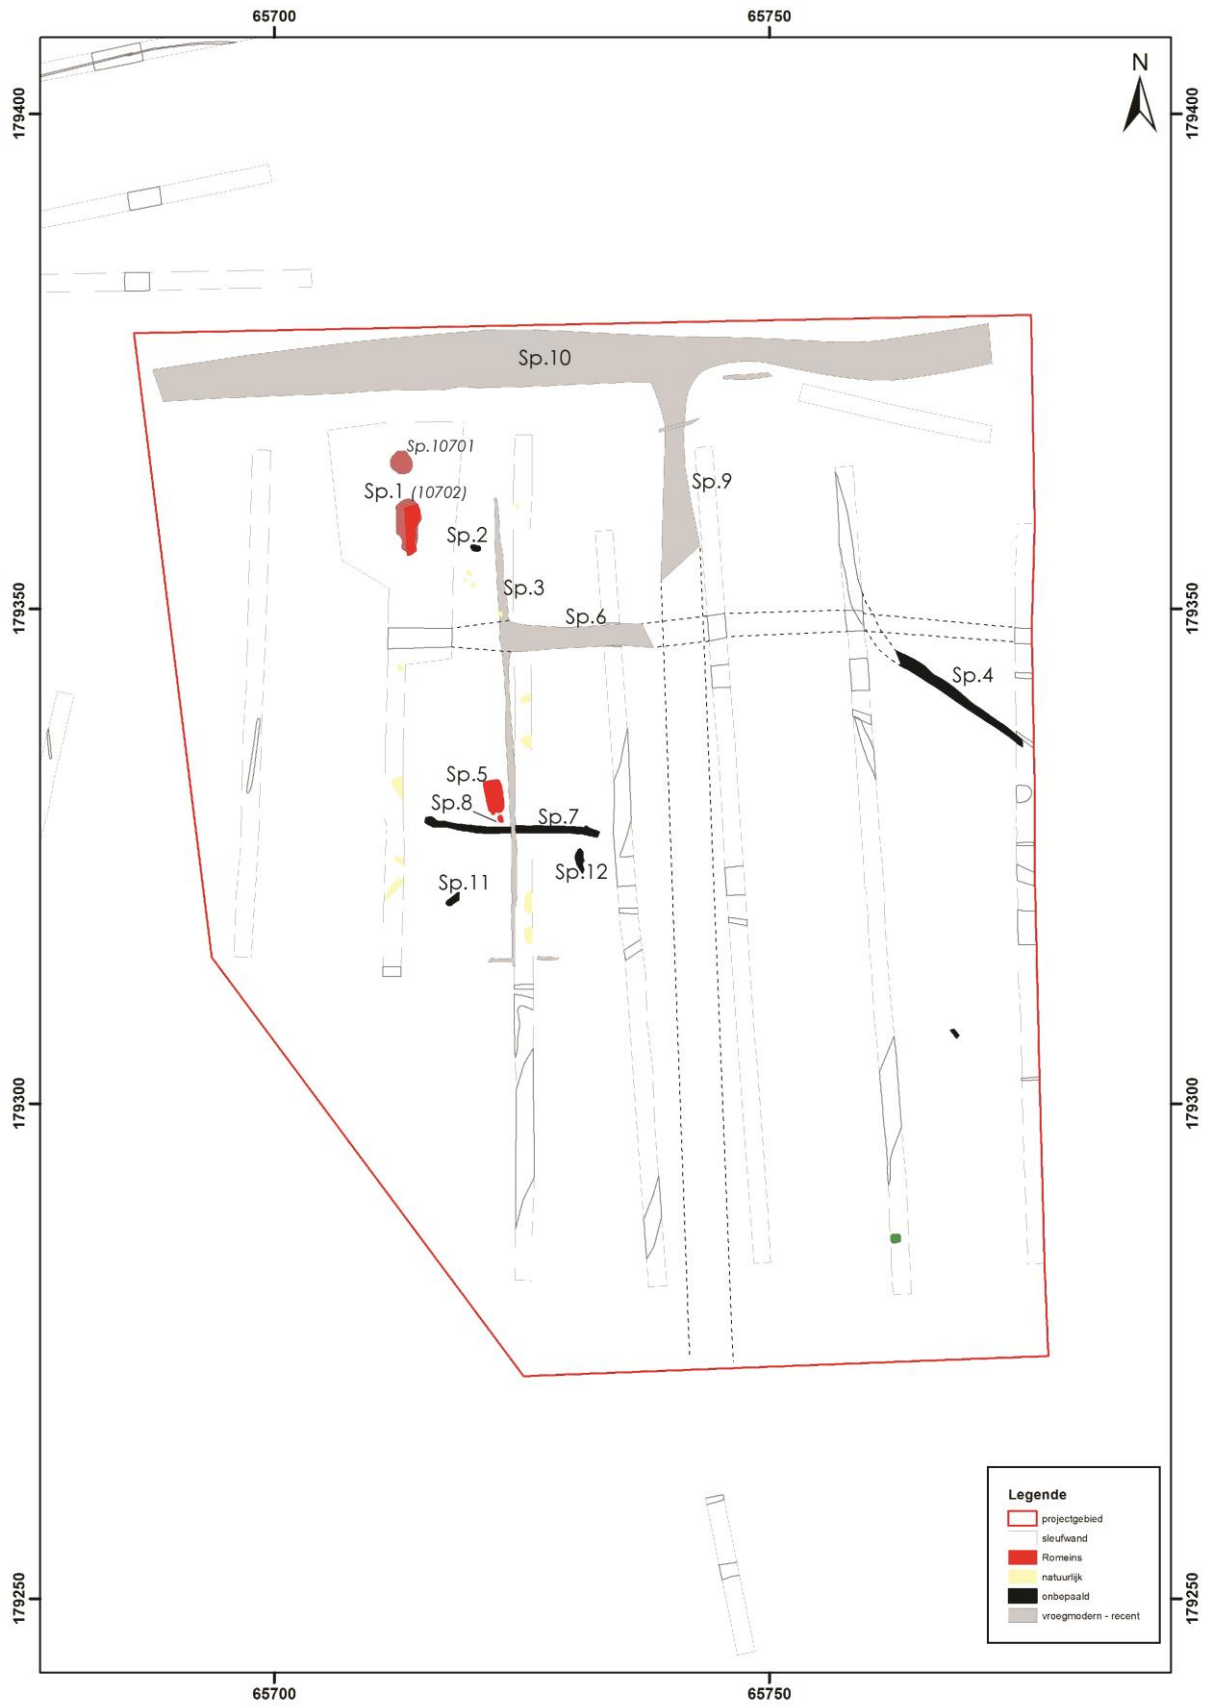 65700
65750
N
179400
179400
Sp.10
Sp.10701
Sp.9
Sp.1 (10702)
Sp.2
Sp.3
Sp.6
179350
179350
Sp.4
Sp.5
Sp.8
Sp.7
Sp.12
Sp.11
179300
179300
Legende
projectgebied
sleufwand
Romeins
natuurlijk
onbepaald
vroegmodern - recent
179250
179250
65700
65750